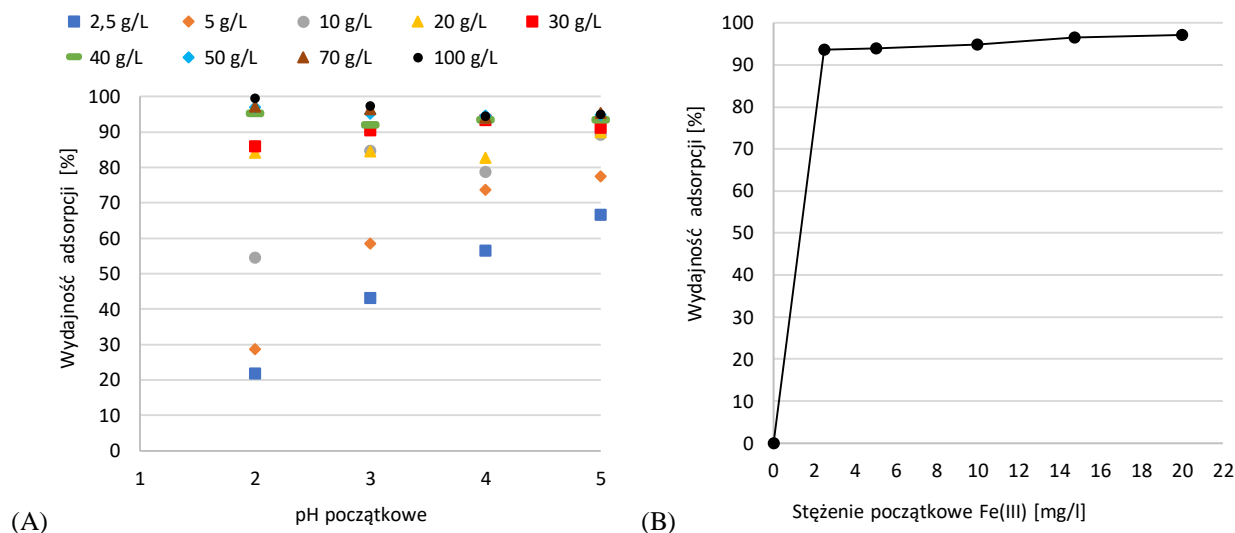 2,5 g/L 5 g/L 10 g/L 20 g/L 30 g/L
40 g/L 50 g/L 70 g/L 100 g/L
Wydajność adsorpcji [%]
100
90
80
70
60
50
40
30
20
10
0
1 2 3 4 5
pH początkowe
(A)
Wydajność adsorpcji [%]
100
90
80
70
60
50
40
30
20
10
0
0 2 4 6 8 10 12 14 16 18 20 22
Stężenie początkowe Fe(III) [mg/l]
(B)